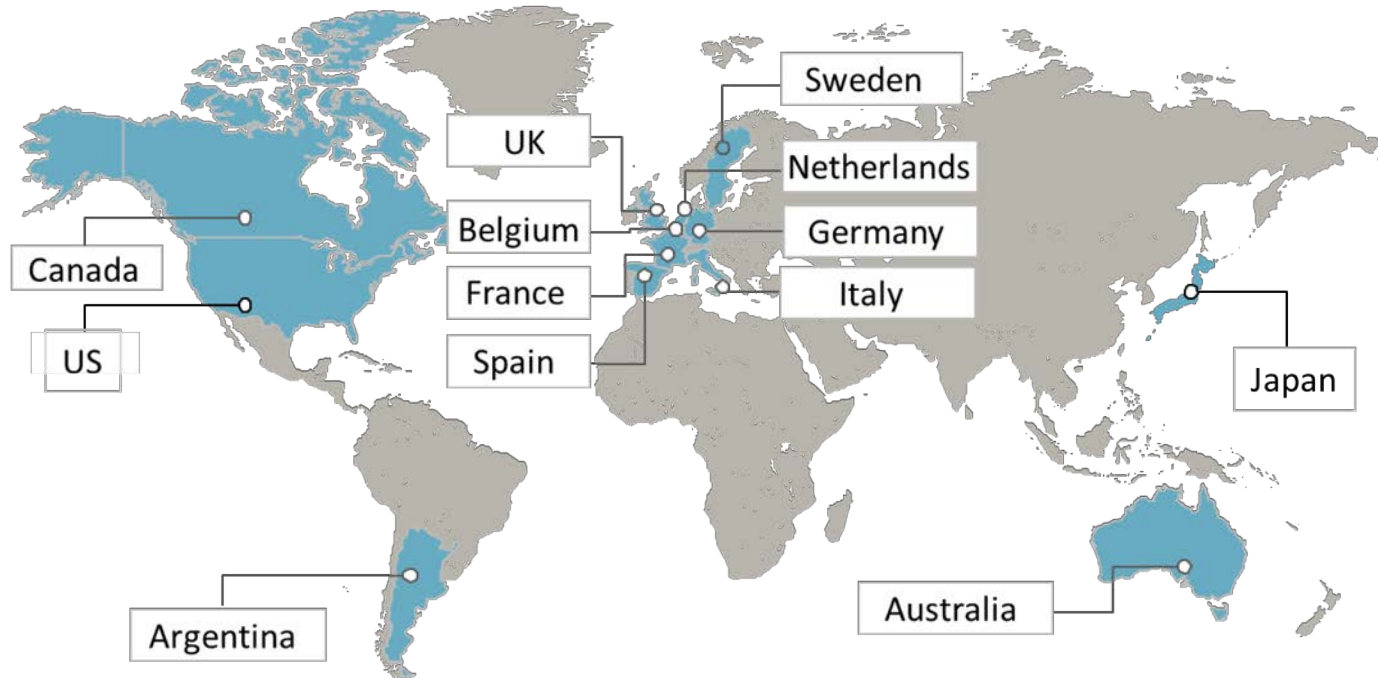 Sweden
UK
Netherlands
Belgium
Germany
Canada
France
Italy
US
Spain
Japan
Australia
Argentina